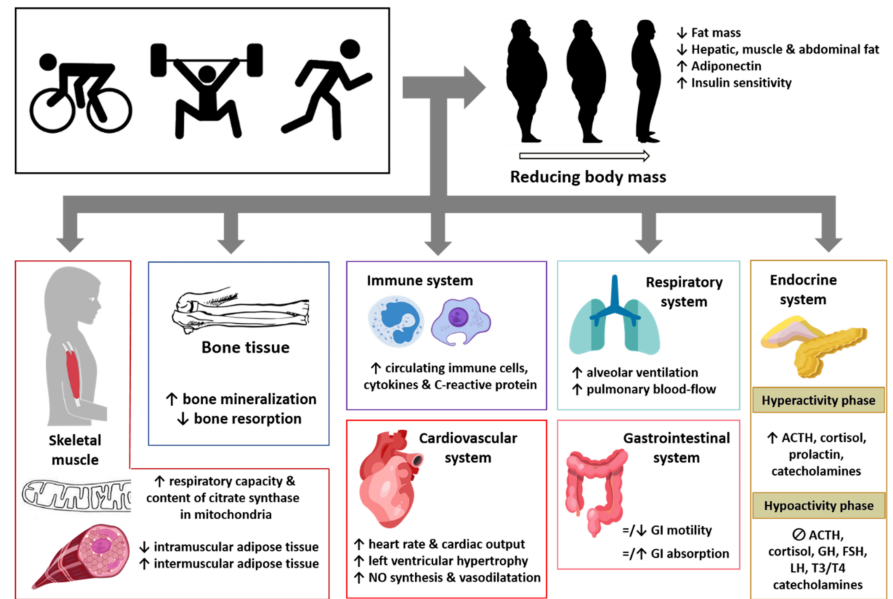 ↓ Fat mass
↓ Hepatic, muscle & abdominal fat
↑ Adiponectin
↑ Insulin sensitivity
Reducing body mass
Skeletal
muscle
↑ respiratory capacity &
content of citrate synthase
in mitochondria
↓ intramuscular adipose tissue
↑ intermuscular adipose tissue
Bone tissue
↑ bone mineralization
↓ bone resorption
Immune system
↑ circulating immune cells,
cytokines & C-reactive protein
Cardiovascular
system
↑ heart rate & cardiac output
↑ left ventricular hypertrophy
↑ NO synthesis & vasodilatation
Respiratory
system
↑ alveolar ventilation
↑ pulmonary blood-flow
Gastrointestinal
system
=/↓ GI motility
=/↑ GI absorption
Endocrine
system
Hyperactivity phase
↑ ACTH, cortisol,
prolactin,
catecholamines
Hypoactivity phase
⊘ ACTH,
cortisol, GH, FSH,
LH, T3/T4
catecholamines